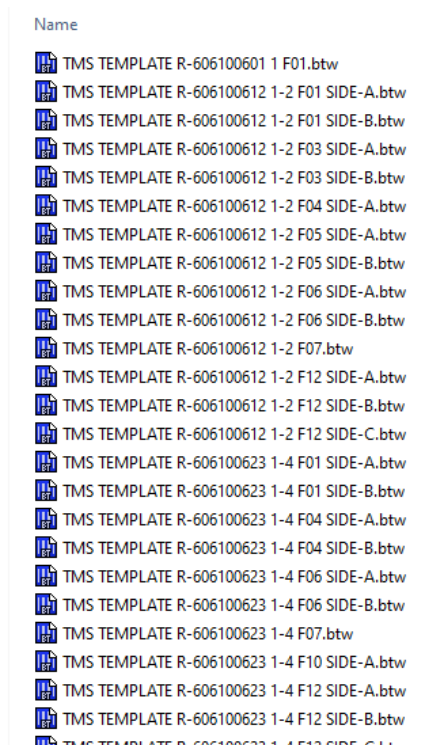 Name
TMS TEMPLATE R-606100601 1 F01.btw
TMS TEMPLATE R-606100612 1-2 F01 SIDE-A.btw
TMS TEMPLATE R-606100612 1-2 F01 SIDE-B.btw
TMS TEMPLATE R-606100612 1-2 F03 SIDE-A.btw
TMS TEMPLATE R-606100612 1-2 F03 SIDE-B.btw
TMS TEMPLATE R-606100612 1-2 F04 SIDE-A.btw
TMS TEMPLATE R-606100612 1-2 F05 SIDE-A.btw
TMS TEMPLATE R-606100612 1-2 F05 SIDE-B.btw
TMS TEMPLATE R-606100612 1-2 F06 SIDE-A.btw
TMS TEMPLATE R-606100612 1-2 F06 SIDE-B.btw
TMS TEMPLATE R-606100612 1-2 F07.btw
TMS TEMPLATE R-606100612 1-2 F12 SIDE-A.btw
TMS TEMPLATE R-606100612 1-2 F12 SIDE-B.btw
TMS TEMPLATE R-606100612 1-2 F12 SIDE-C.btw
TMS TEMPLATE R-606100623 1-4 F01 SIDE-A.btw
TMS TEMPLATE R-606100623 1-4 F01 SIDE-B.btw
TMS TEMPLATE R-606100623 1-4 F04 SIDE-A.btw
TMS TEMPLATE R-606100623 1-4 F04 SIDE-B.btw
TMS TEMPLATE R-606100623 1-4 F06 SIDE-A.btw
TMS TEMPLATE R-606100623 1-4 F06 SIDE-B.btw
TMS TEMPLATE R-606100623 1-4 F07.btw
TMS TEMPLATE R-606100623 1-4 F10 SIDE-A.btw
TMS TEMPLATE R-606100623 1-4 F12 SIDE-A.btw
TMS TEMPLATE R-606100623 1-4 F12 SIDE-B.btw